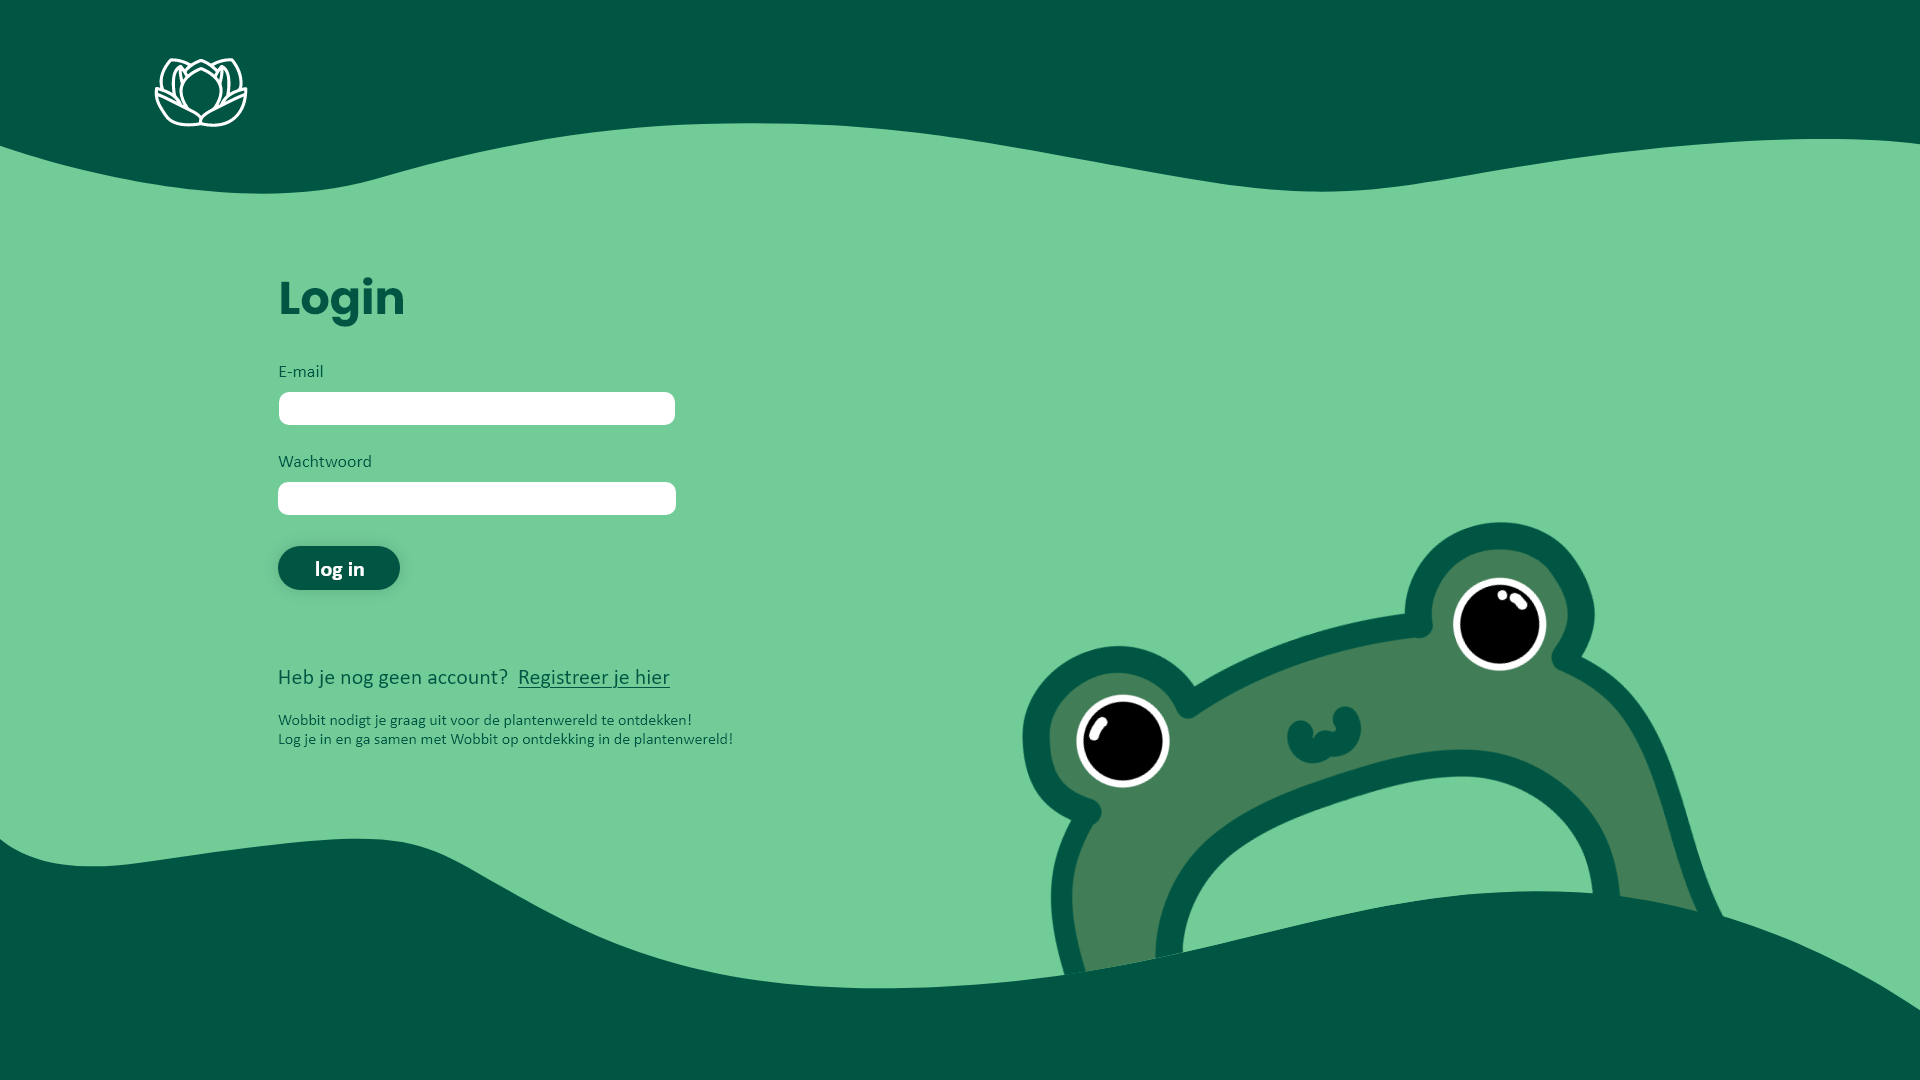 Login
E-mail
Wachtwoord
log in
Heb je nog geen account? Registreer je hier
Wobbit nodigt je graag uit voor de plantenwereld te ontdekken!
Log je in en ga samen met Wobbit op ontdekking in de plantenwereld!